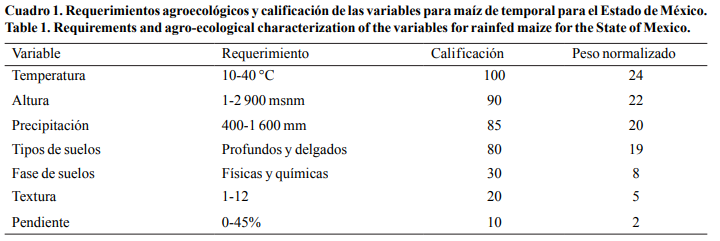 Cuadro 1. Requerimientos agroecológicos y calificación de las variables para maíz de temporal para el Estado de México.
Table 1. Requirements and agro-ecological characterization of the variables for rainfed maize for the State of Mexico.
Variable Requerimiento Calificación Peso normalizado
Temperatura 10-40 °C 100 24
Altura 1-2 900 msnm 90 22
Precipitación 400-1 600 mm 85 20
Tipos de suelos Profundos y delgados 80 19
Fase de suelos Físicas y químicas 30 8
Textura 1-12 20 5
Pendiente 0-45% 10 2